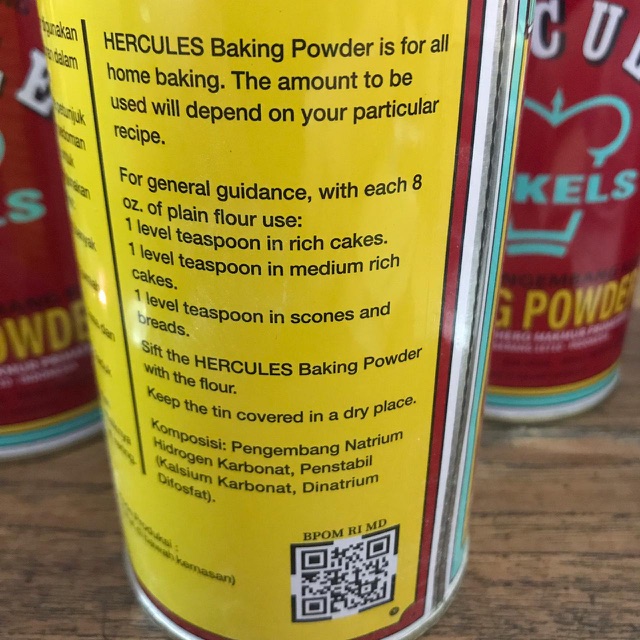 HERCULES Baking Powder is for all
home baking. The amount to be
used will depend on your particular
recipe.
For general guidance, with each 8
oz. of plain flour use:
1 level teaspoon in rich cakes.
1 level teaspoon in medium rich
cakes.
1 level teaspoon in scones and
breads.
Sift the HERCULES Baking Powder
with the flour.
Keep the tin covered in a dry place.
Komposisi: Pengembang Natrium
Hidrogen Karbonat, Penstabil
(Kalsium Karbonat, Dinatrium
Difosfat).
BPOM RI MD
kemasan)
dalam
POWDER